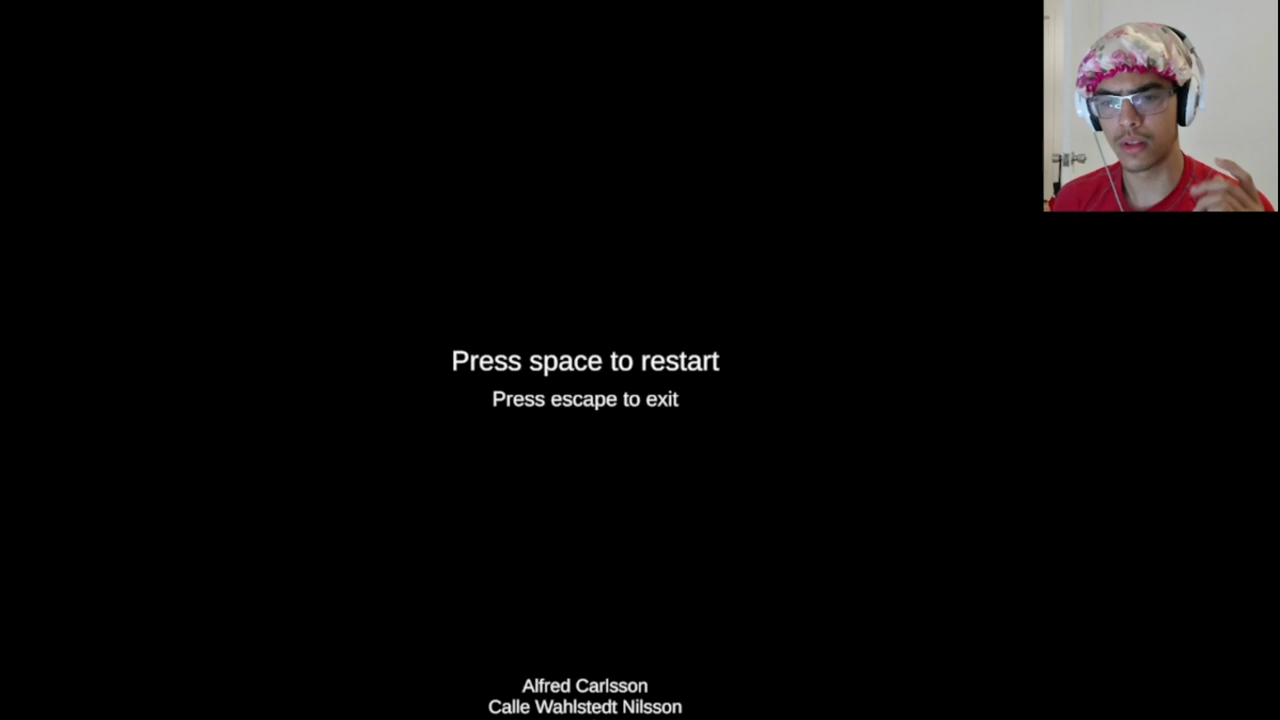 Press space to restart
Press escape to exit
Alfred Carlsson
Calle Wahlstedt Nilsson